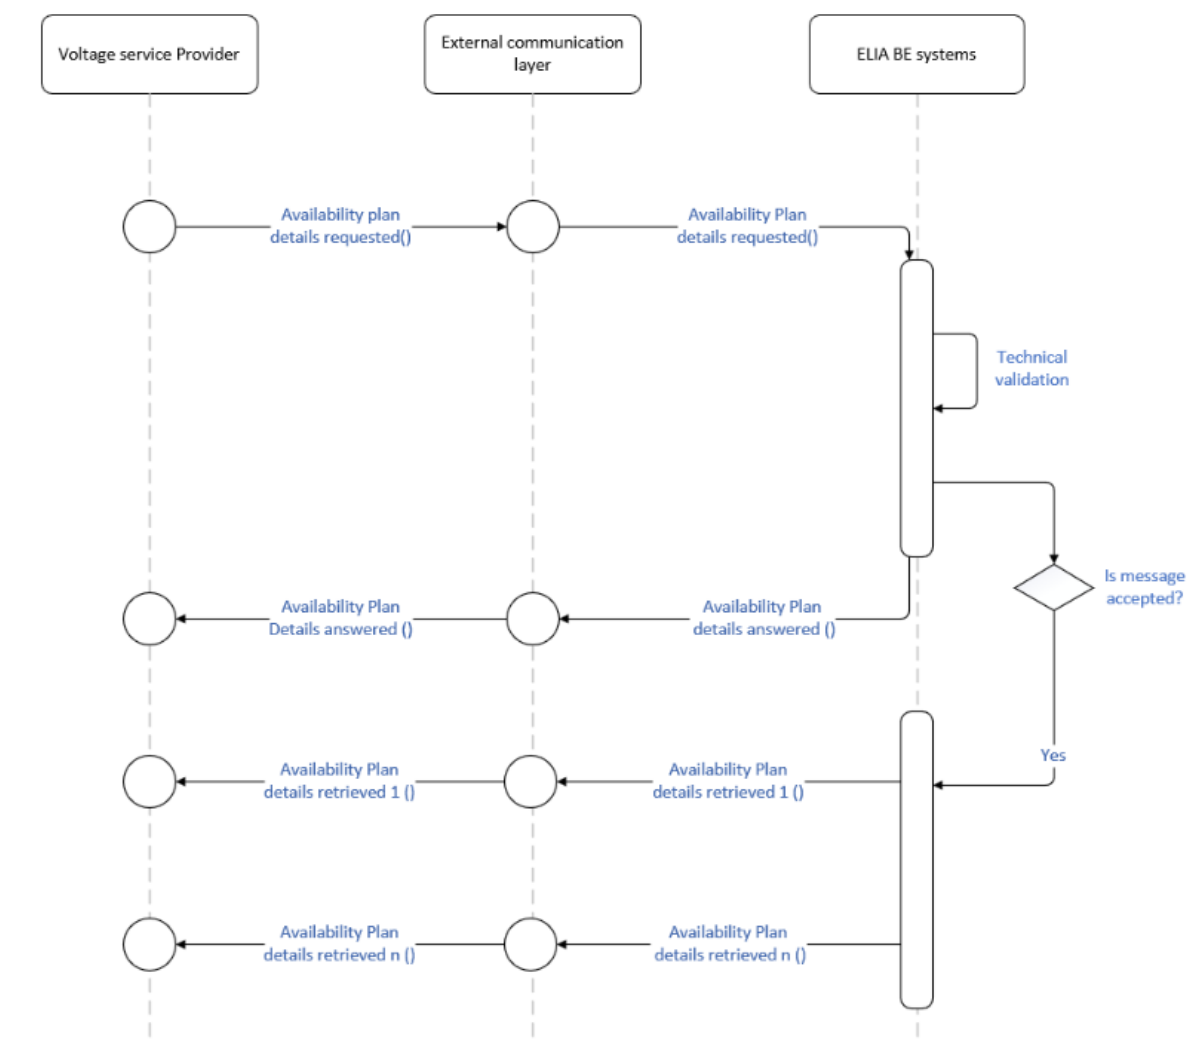 Voltage service Provider
External communication
layer
ELIA BE systems
Availability plan
details requested()
Availability Plan
details requested()
Technical
validation
Is message
accepted?
Availability Plan
Details answered ()
Availability Plan
details answered ()
Yes
Availability Plan
details retrieved 1 ()
Availability Plan
details retrieved 1 ()
Availability Plan
details retrieved n ()
Availability Plan
details retrieved n ()